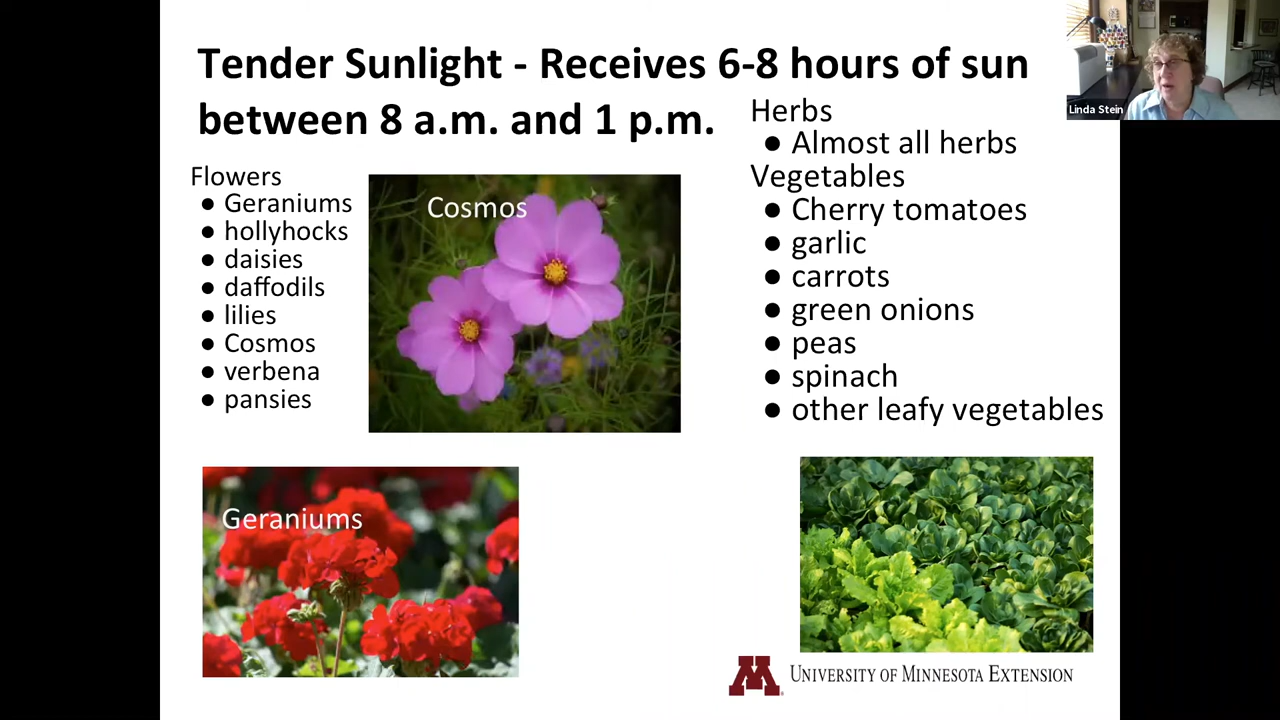 Tender Sunlight - Receives 6-8 hours of sun
between 8 a.m. and 1 p.m.
Flowers
● Geraniums
● hollyhocks
● daisies
● daffodils
● lilies
● Cosmos
● verbena
● pansies
Cosmos
Geraniums
Herbs
● Almost all herbs
Vegetables
● Cherry tomatoes
● garlic
● carrots
● green onions
● peas
● spinach
● other leafy vegetables
M UNIVERSITY OF MINNESOTA EXTENSION
Linda Stein